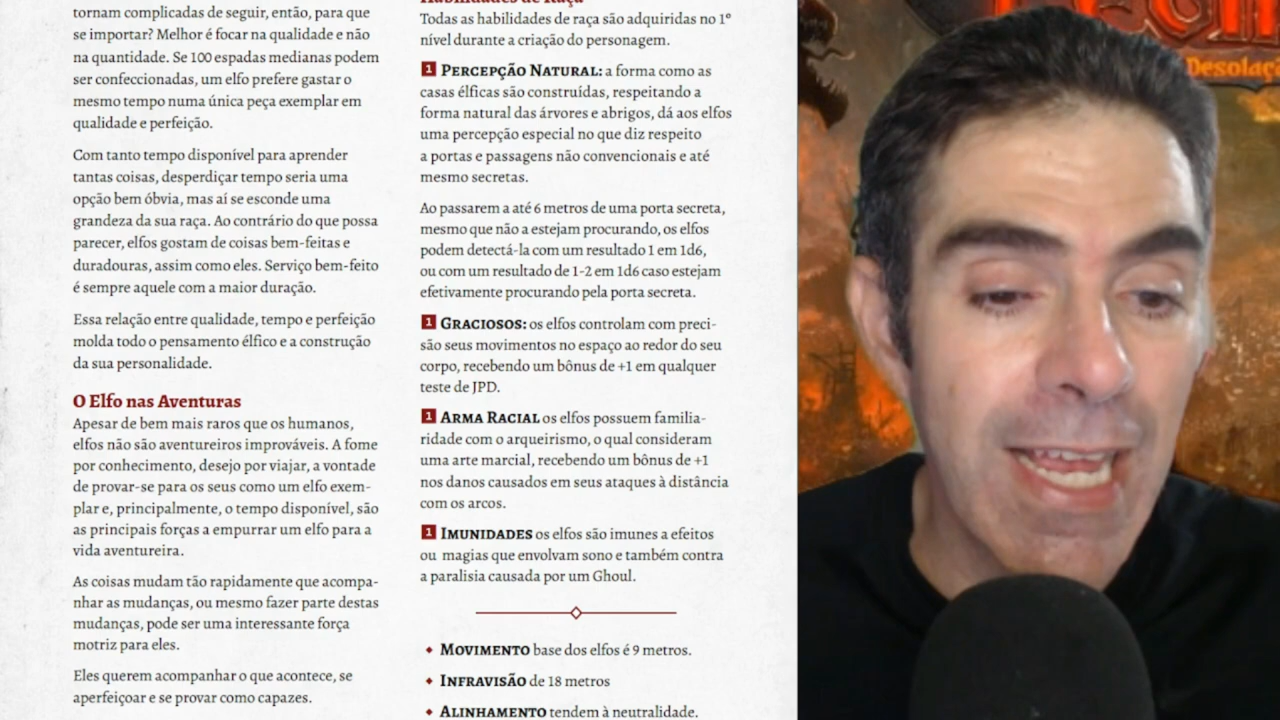 tornam complicadas de seguir, então, para que
se importar? Melhor é focar na qualidade e não
na quantidade. Se 100 espadas medianas podem
ser confeccionadas, um elfo prefere gastar o
mesmo tempo numa única peça exemplar em
qualidade e perfeição.
Com tanto tempo disponível para aprender
tantas coisas, desperdiçar tempo seria uma
opção bem óbvia, mas aí se esconde uma
grandeza da sua raça. Ao contrário do que possa
parecer, elfos gostam de coisas bem-feitas e
duradouras, assim como eles. Serviço bem-feito
é sempre aquele com a maior duração.
Essa relação entre qualidade, tempo e perfeição
molda todo o pensamento élfico e a construção
da sua personalidade.
O Elfo nas Aventuras
Apesar de bem mais raros que os humanos,
elfos não são aventureiros improváveis. A fome
por conhecimento, desejo por viajar, a vontade
de provar-se para os seus como um elfo exem-
plar e, principalmente, o tempo disponível, são
as principais forças a empurrar um elfo para a
vida aventureira.
As coisas mudam tão rapidamente que acompa-
nhar as mudanças, ou mesmo fazer parte destas
mudanças, pode ser uma interessante força
motriz para eles.
Eles querem acompanhar o que acontece, se
aperfeiçoar e se provar como capazes.
Habilidades de Raça
Todas as habilidades de raça são adquiridas no 1º
nível durante a criação do personagem.
1 PERCEPÇÃO NATURAL: a forma como as
casas élficas são construídas, respeitando a
forma natural das árvores e abrigos, dá aos elfos
uma percepção especial no que diz respeito
a portas e passagens não convencionais e até
mesmo secretas.
Ao passarem a até 6 metros de uma porta secreta,
mesmo que não a estejam procurando, os elfos
podem detectá-la com um resultado 1 em 1d6,
ou com um resultado de 1-2 em 1d6 caso estejam
efetivamente procurando pela porta secreta.
1 GRACIOSOS: os elfos controlam com preci-
são seus movimentos no espaço ao redor do seu
corpo, recebendo um bônus de +1 em qualquer
teste de JPD.
1 ARMA RACIAL os elfos possuem familia-
ridade com o arqueirismo, o qual consideram
uma arte marcial, recebendo um bônus de +1
nos danos causados em seus ataques à distância
com os arcos.
1 IMUNIDADES os elfos são imunes a efeitos
ou magias que envolvam sono e também contra
a paralisia causada por um Ghoul.
MOVIMENTO base dos elfos é 9 metros.
INFRAVISÃO de 18 metros
ALINHAMENTO tendem à neutralidade.